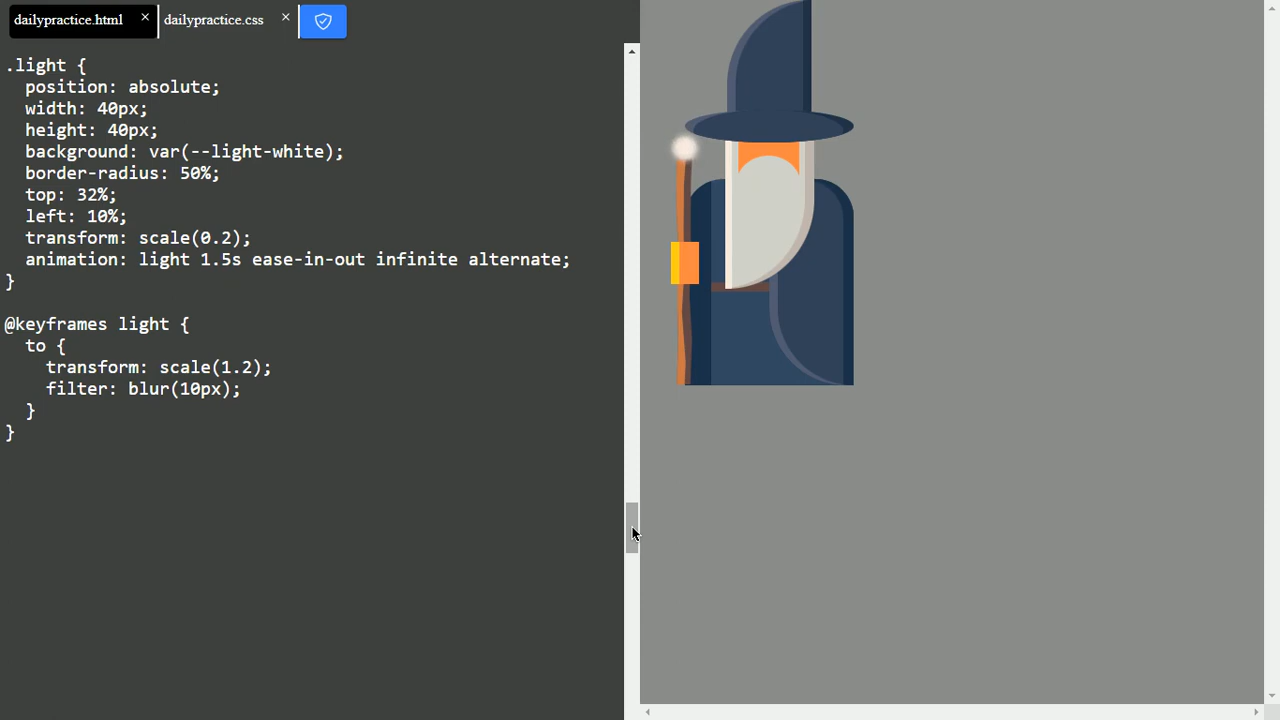 dailypractice.html × dailypractice.css ×
.light {
position: absolute;
width: 40px;
height: 40px;
background: var(--light-white);
border-radius: 50%;
top: 32%;
left: 10%;
transform: scale(0.2);
animation: light 1.5s ease-in-out infinite alternate;
}
@keyframes light {
to {
transform: scale(1.2);
filter: blur(10px);
}
}